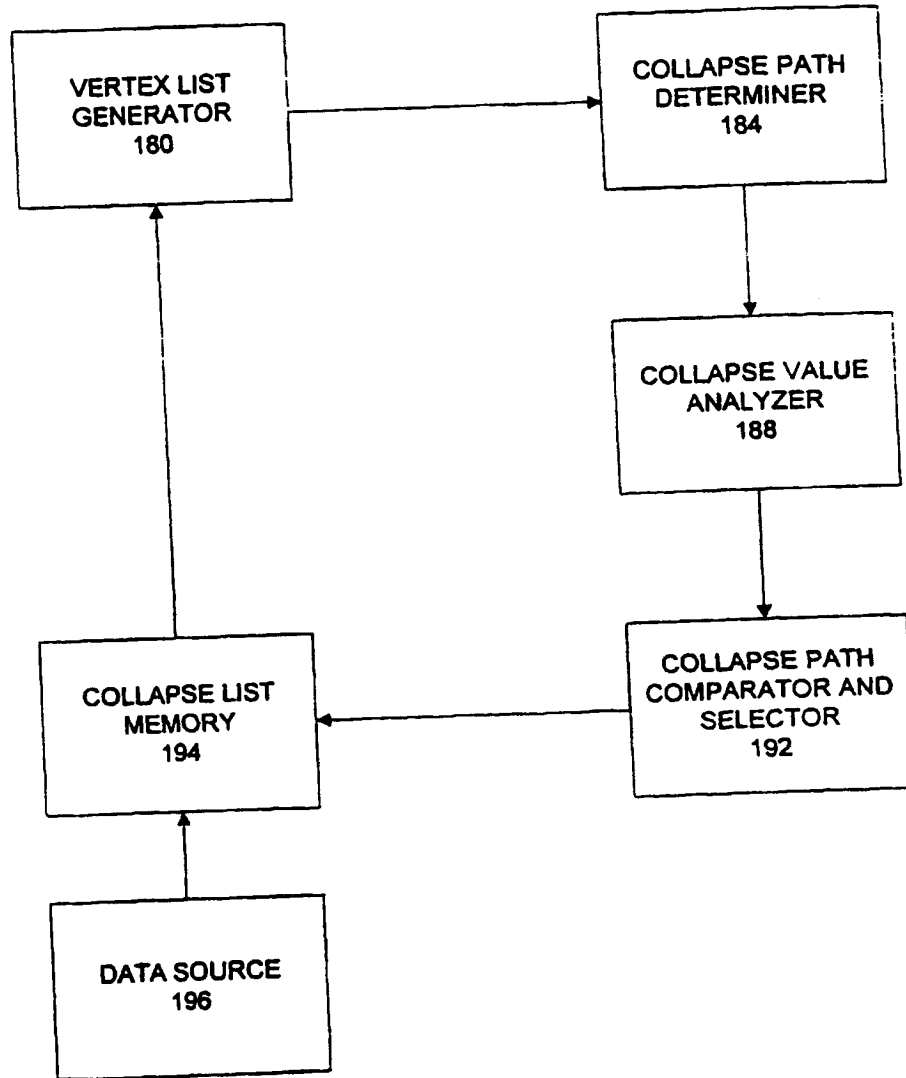 VERTEX LIST
GENERATOR
180
COLLAPSE PATH
DETERMINER
184
COLLAPSE VALUE
ANALYZER
188
COLLAPSE PATH
COMPARATOR AND
SELECTOR
192
COLLAPSE LIST
MEMORY
194
DATA SOURCE
196